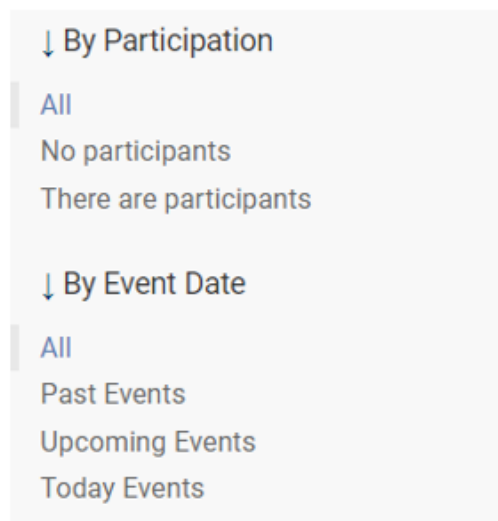 ↓ By Participation
All
No participants
There are participants
↓ By Event Date
All
Past Events
Upcoming Events
Today Events